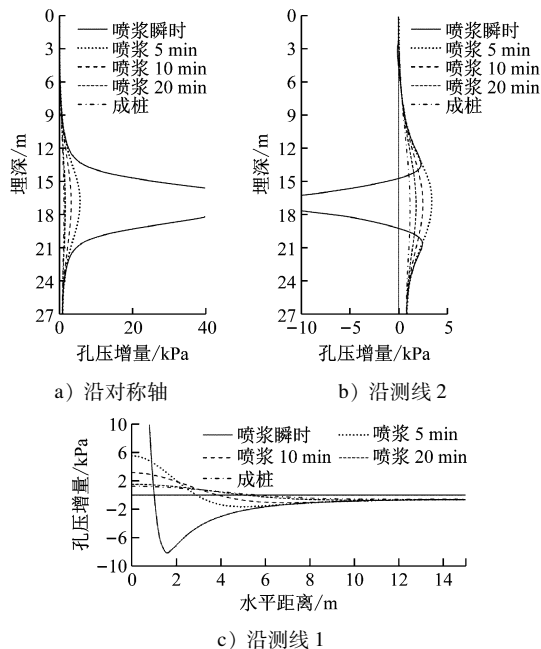 0
3
6
9
12
15
18
21
24
27
埋深/m
喷浆瞬时
喷浆 5 min
喷浆 10 min
喷浆 20 min
成桩
0 20 40
孔压增量/kPa
a）沿对称轴
0
3
6
9
12
15
18
21
24
27
埋深/m
喷浆瞬时
喷浆 5 min
喷浆 10 min
喷浆 20 min
成桩
-10 -5 0 5
孔压增量/kPa
b）沿测线 2
10
6
2
-2
-6
-10
孔压增量/kPa
喷浆瞬时 喷浆 5 min
喷浆 10 min 喷浆 20 min
成桩
0 2 4 6 8 10 12 14
水平距离/m
c）沿测线 1